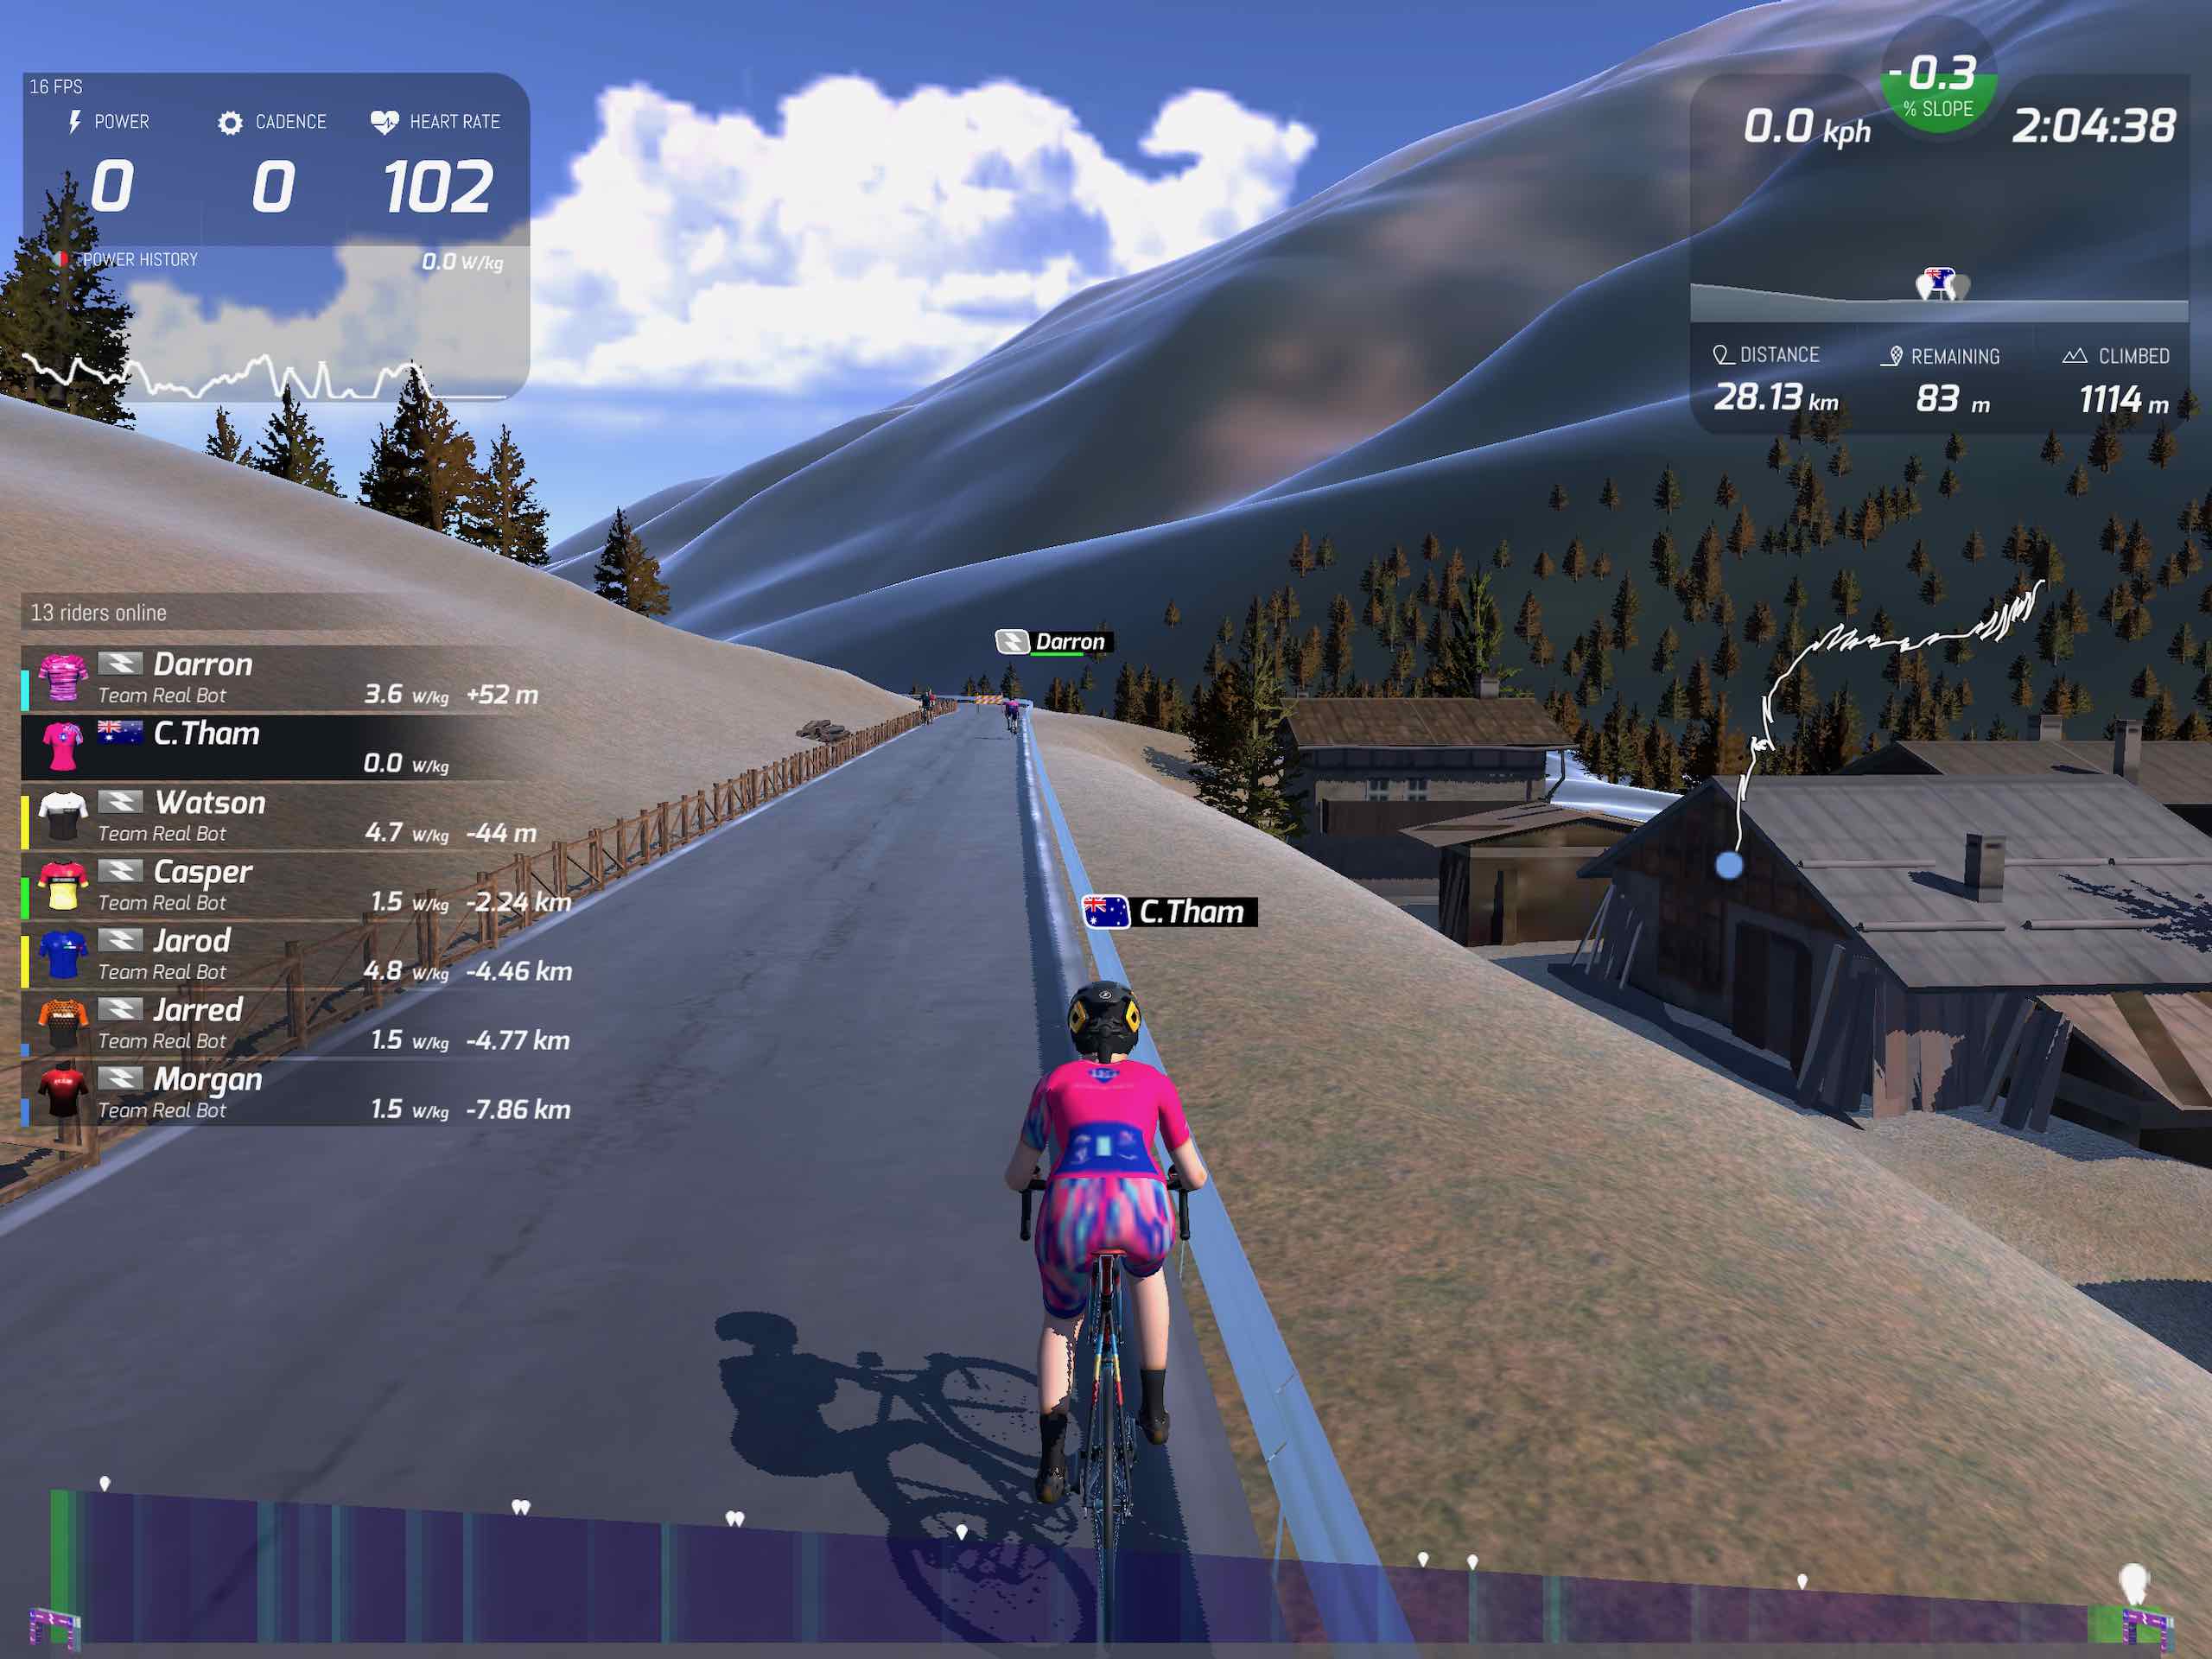 16 FPS
POWER CADENCE HEART RATE
0 0 102
POWER HISTORY 0.0 W/kg
-0.3
% SLOPE
0.0 kph 2:04:38
DISTANCE REMAINING CLIMBED
28.13 km 83 m 1114 m
13 riders online
Darron
Team Real Bot 3.6 W/kg +52 m
C.Tham
0.0 W/kg
Watson
Team Real Bot 4.7 W/kg -44 m
Casper
Team Real Bot 1.5 W/kg -2.24 km
Jarod
Team Real Bot 4.8 W/kg -4.46 km
Jarred
Team Real Bot 1.5 W/kg -4.77 km
Morgan
Team Real Bot 1.5 W/kg -7.86 km
Darron
C.Tham